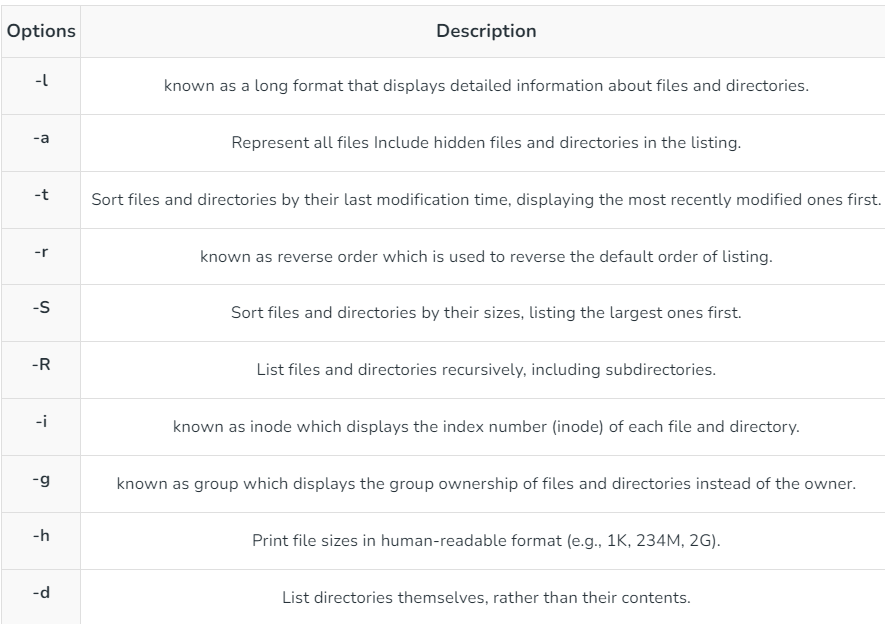 Options Description
-l known as a long format that displays detailed information about files and directories.
-a Represent all files Include hidden files and directories in the listing.
-t Sort files and directories by their last modification time, displaying the most recently modified ones first.
-r known as reverse order which is used to reverse the default order of listing.
-S Sort files and directories by their sizes, listing the largest ones first.
-R List files and directories recursively, including subdirectories.
-i known as inode which displays the index number (inode) of each file and directory.
-g known as group which displays the group ownership of files and directories instead of the owner.
-h Print file sizes in human-readable format (e.g., 1K, 234M, 2G).
-d List directories themselves, rather than their contents.